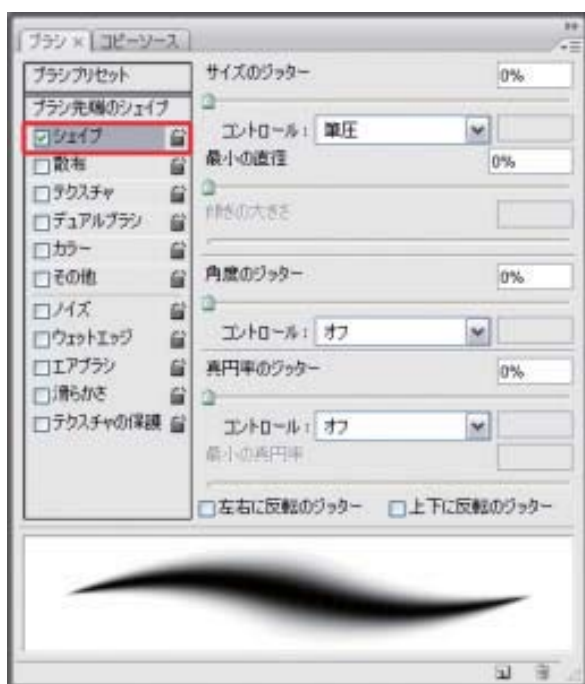 ブラシ × コピーソース
ブラシプリセット
ブラシ先端のシェイプ
シェイプ
散布
テクスチャ
デュアルブラシ
カラー
その他
ノイズ
ウェットエッジ
エアブラシ
滑らかさ
テクスチャの保護
サイズのジッター 0%
コントロール: 筆圧
最小の直径 0%
傾きの大きさ
角度のジッター 0%
コントロール: オフ
真円率のジッター 0%
コントロール: オフ
最小の真円率
左右に反転のジッター 上下に反転のジッター